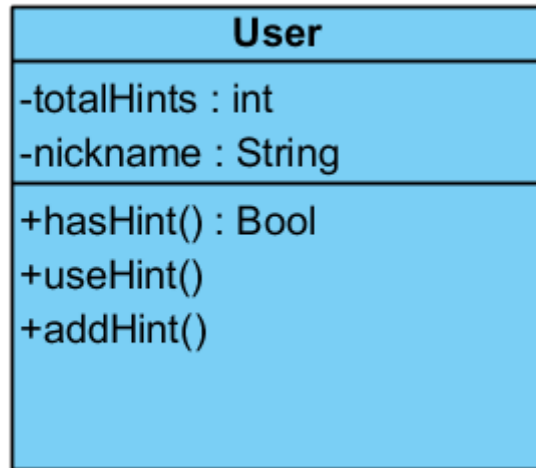 User
-totalHints : int
-nickname : String
+hasHint() : Bool
+useHint()
+addHint()